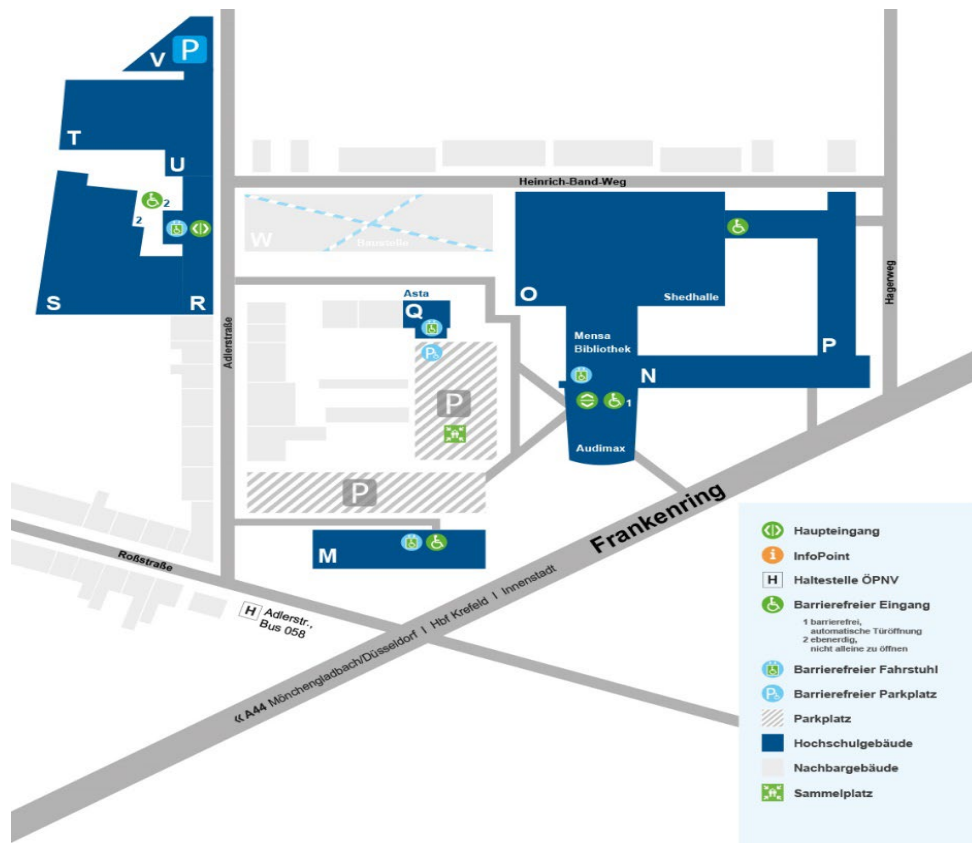 V
P
T
U
2
2
S
R
Heinrich-Band-Weg
W
Baustelle
Asta
Q
P
P
P
O
Shedhalle
Mensa
Bibliothek
N
P
1
Audimax
Adlerstraße
Hagerweg
M
Roßstraße
H Adlerstr.,
Bus 058
Frankenring
« A44 Mönchengladbach/Düsseldorf I Hbf Krefeld I Innenstadt
Haupteingang
i InfoPoint
H Haltestelle ÖPNV
Barrierefreier Eingang
1 barrierefrei,
automatische Türöffnung
2 ebenerdig,
nicht alleine zu öffnen
Barrierefreier Fahrstuhl
P Barrierefreier Parkplatz
Parkplatz
Hochschulgebäude
Nachbargebäude
Sammelplatz